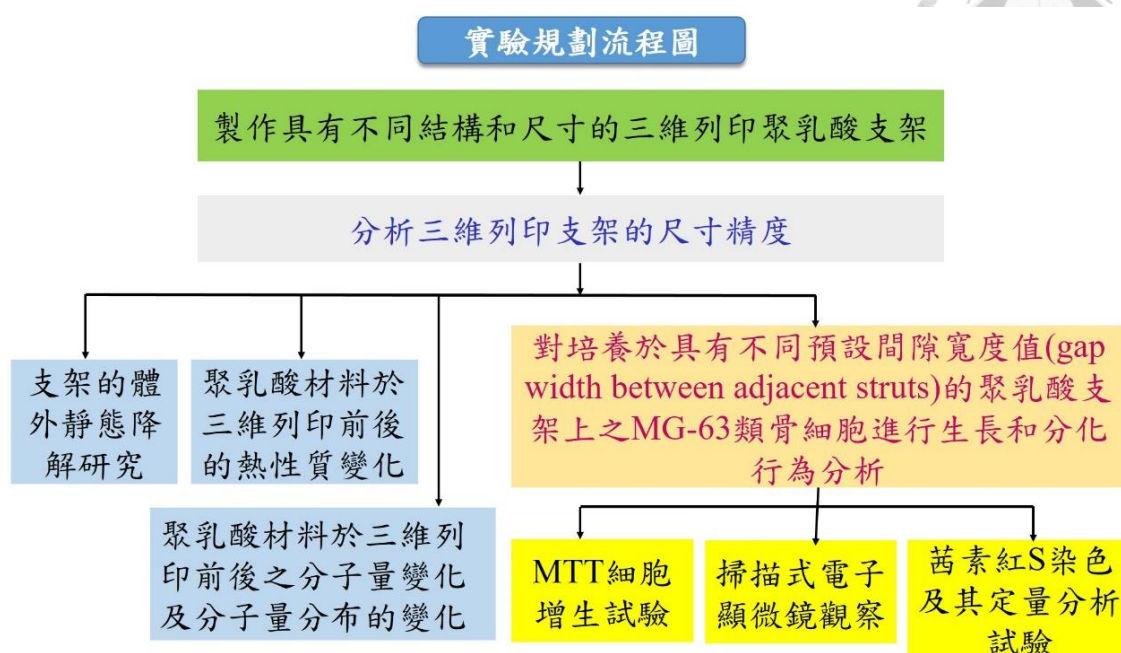 實驗規劃流程圖
製作具有不同結構和尺寸的三維列印聚乳酸支架
分析三維列印支架的尺寸精度
支架的體
外靜態降
解研究
聚乳酸材料於
三維列印前後
的熱性質變化
對培養於具有不同預設間隙寬度值(gap
width between adjacent struts)的聚乳酸支
架上之MG-63類骨細胞進行生長和分化
行為分析
聚乳酸材料於三維列
印前後之分子量變化
及分子量分布的變化
MTT細胞
增生試驗
掃描式電子
顯微鏡觀察
茜素紅S染色
及其定量分析
試驗